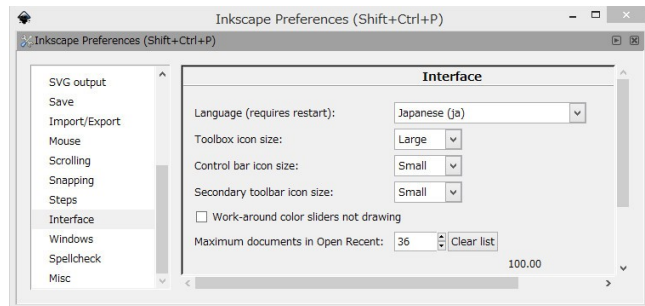 Inkscape Preferences (Shift+Ctrl+P)
Inkscape Preferences (Shift+Ctrl+P)
SVG output
Save
Import/Export
Mouse
Scrolling
Snapping
Steps
Interface
Windows
Spellcheck
Misc
Interface
Language (requires restart): Japanese (ja)
Toolbox icon size: Large
Control bar icon size: Small
Secondary toolbar icon size: Small
Work-around color sliders not drawing
Maximum documents in Open Recent: 36 Clear list
100.00